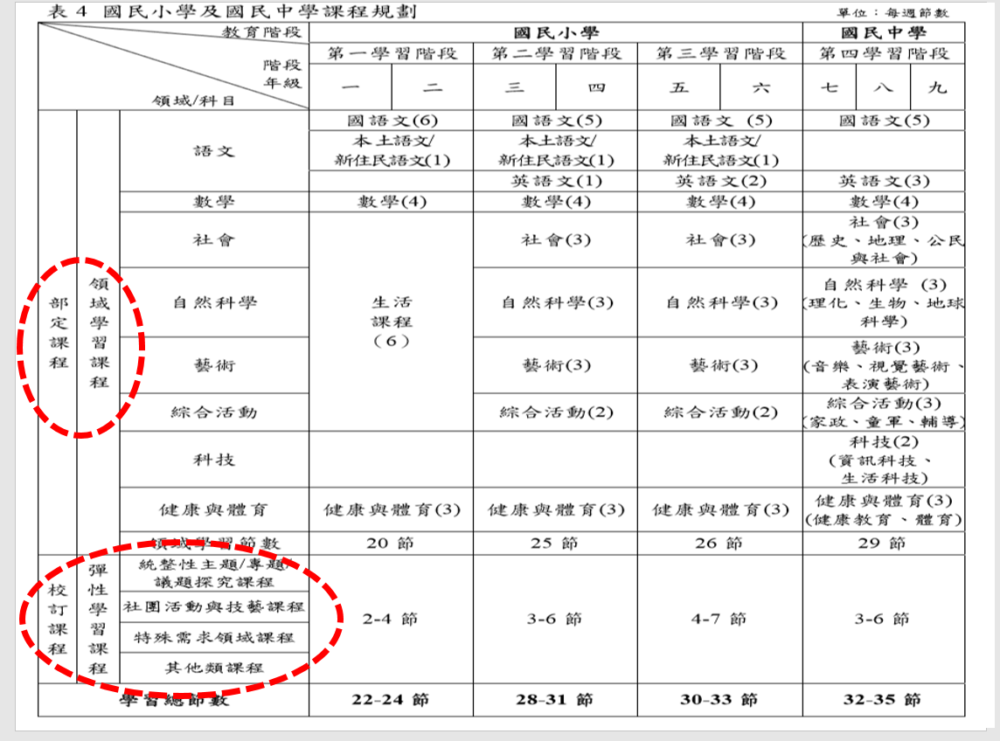 表 4 國民小學及國民中學課程規劃
單位：每週節數
教育階段
國民小學
國民中學
階段
年級
領域/科目
第一學習階段
第二學習階段
第三學習階段
第四學習階段
一
二
三
四
五
六
七
八
九
部定課程
領域學習課程
語文
國語文(6)
國語文(5)
國語文 (5)
國語文(5)
本土語文/
新住民語文(1)
本土語文/
新住民語文(1)
本土語文/
新住民語文(1)
英語文(1)
英語文(2)
英語文(3)
數學
數學(4)
數學(4)
數學(4)
數學(4)
社會
社會(3)
社會(3)
社會(3)
(歷史、地理、公民
與社會)
生活
課程
(6)
自然科學
自然科學(3)
自然科學(3)
自然科學 (3)
(理化、生物、地球
科學)
藝術
藝術(3)
藝術(3)
藝術(3)
(音樂、視覺藝術、
表演藝術)
綜合活動
綜合活動(2)
綜合活動(2)
綜合活動(3)
(家政、童軍、輔導)
科技
科技(2)
(資訊科技、
生活科技)
健康與體育
健康與體育(3)
健康與體育(3)
健康與體育(3)
健康與體育(3)
(健康教育、體育)
領域學習節數
20 節
25 節
26 節
29 節
校訂課程
彈性學習課程
統整性主題/專題/
議題探究課程
社團活動與技藝課程
特殊需求領域課程
其他類課程
2-4 節
3-6 節
4-7 節
3-6 節
學習總節數
22-24 節
28-31 節
30-33 節
32-35 節